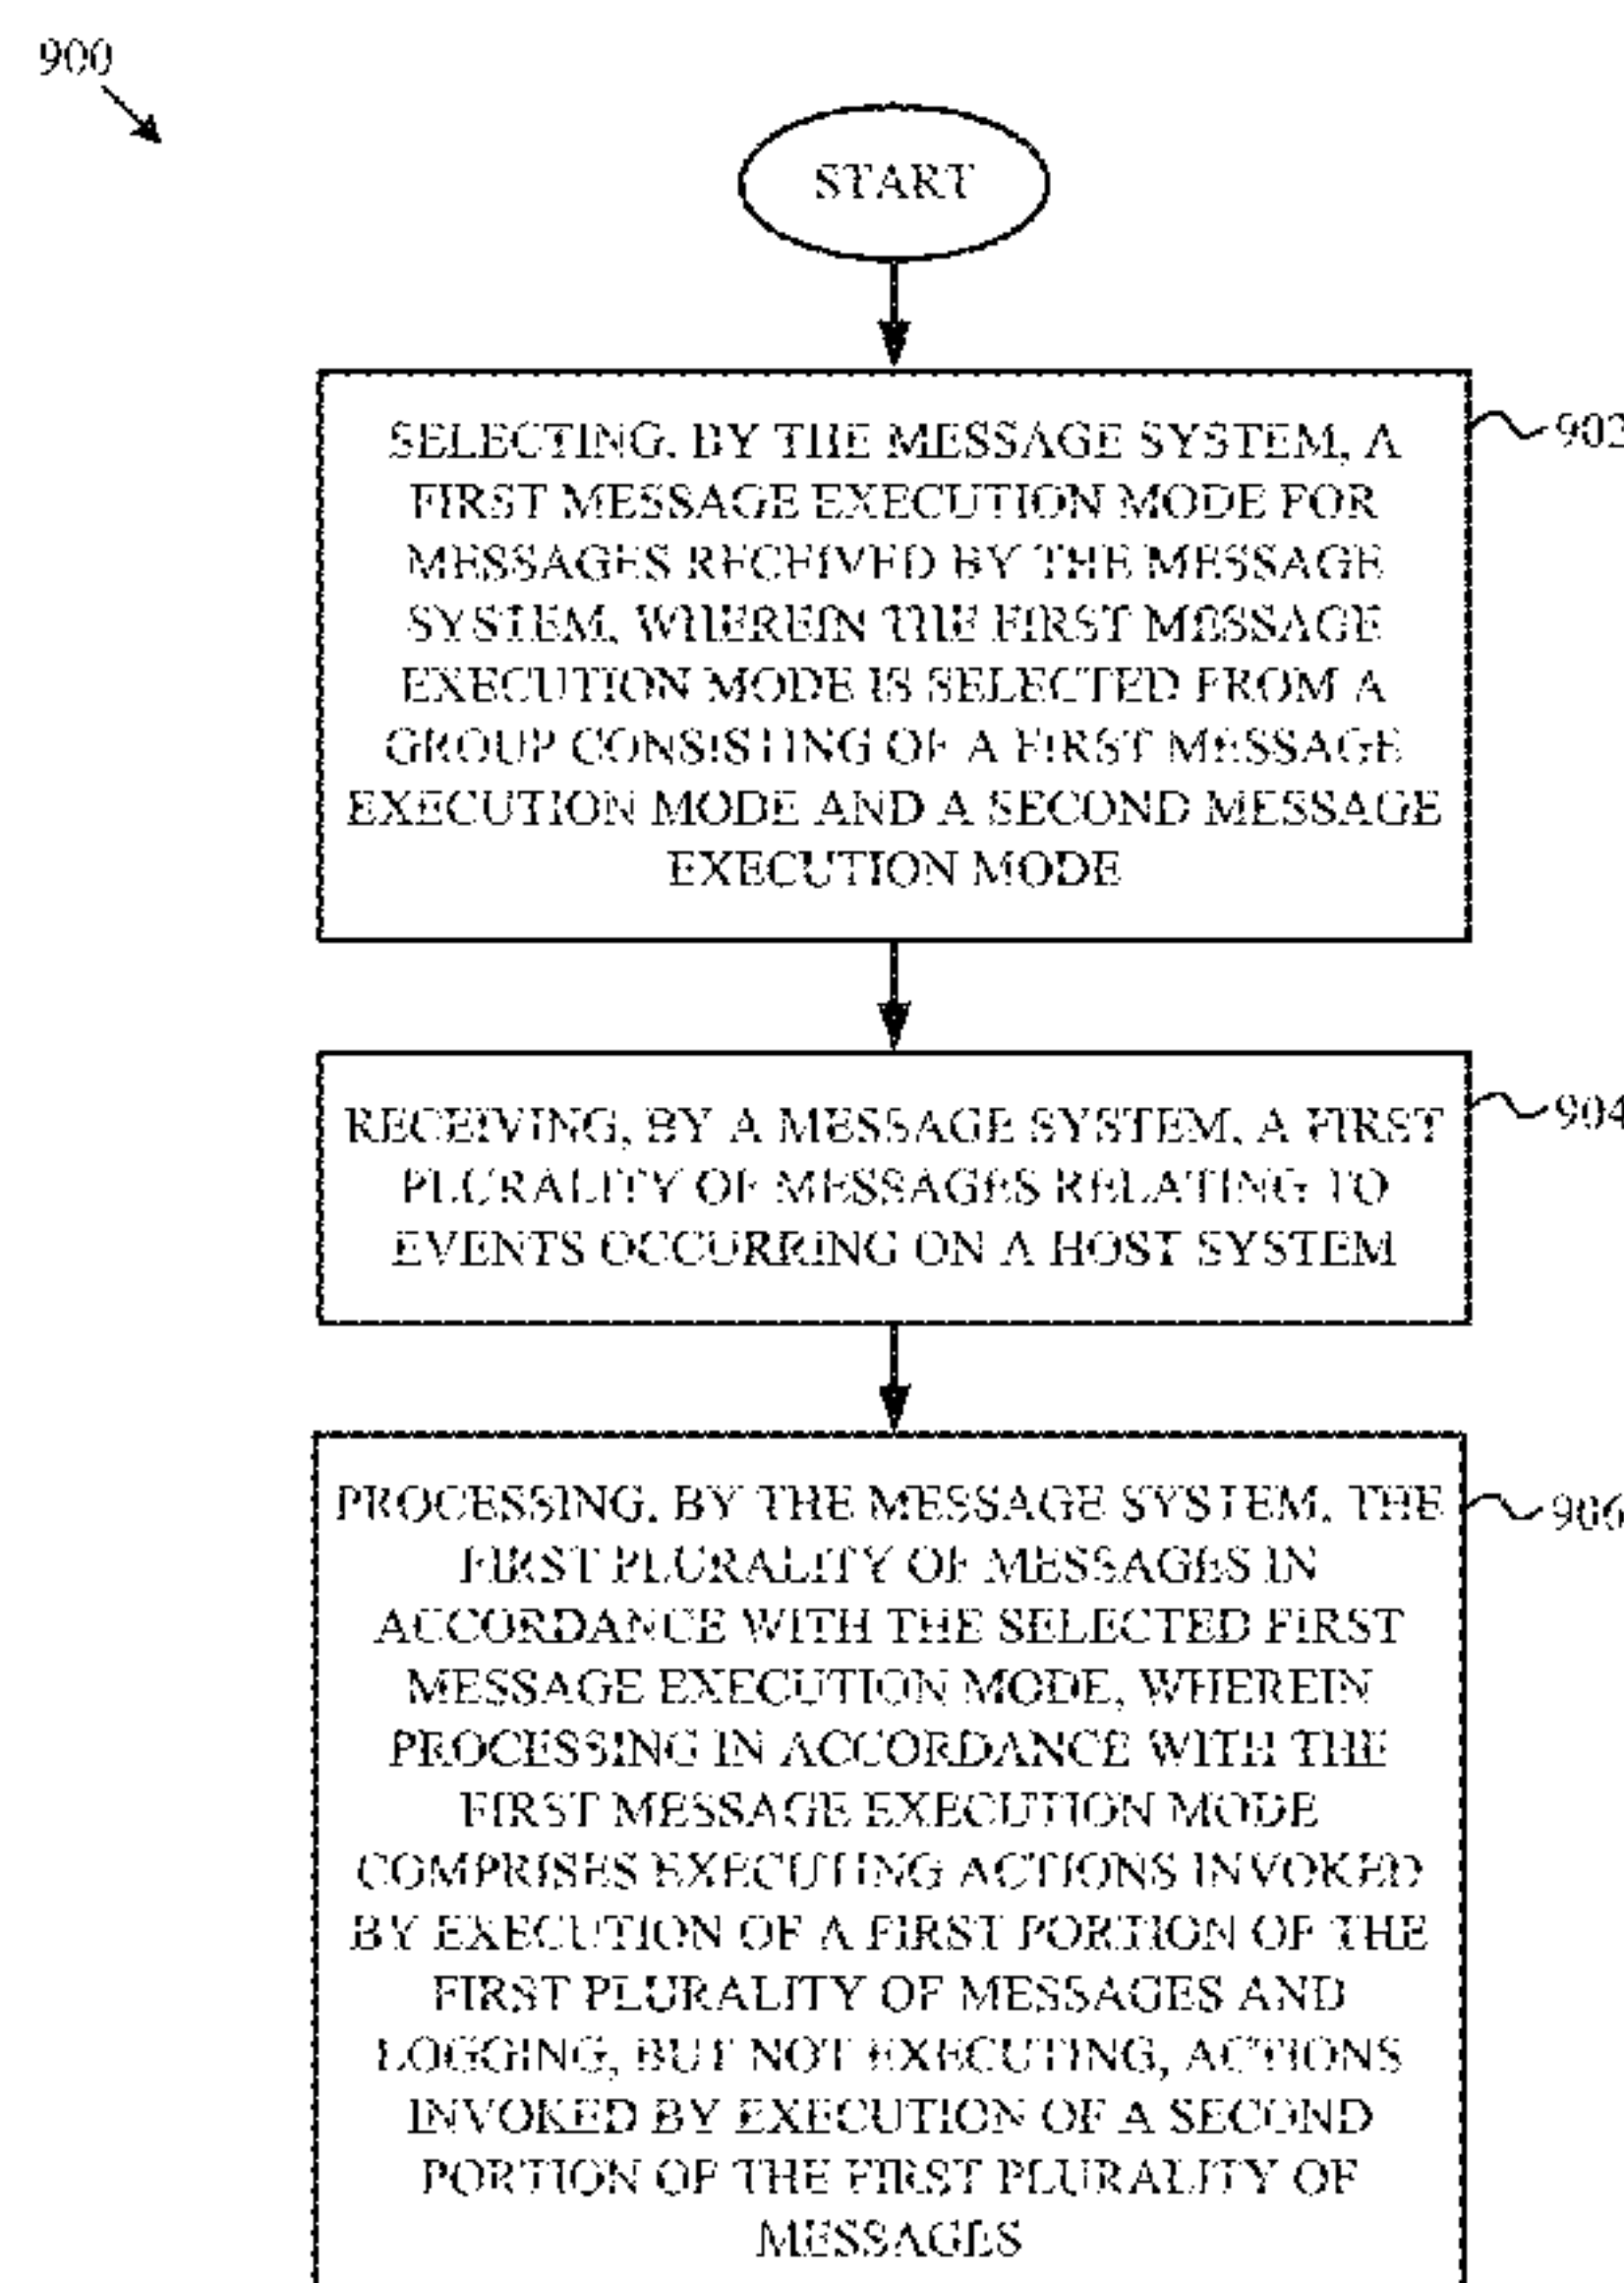 900
START
SELECTING, BY THE MESSAGE SYSTEM, A
902
FIRST MESSAGE EXECUTION MODE FOR
MESSAGES RECEIVED BY THE MESSAGE
SYSTEM, WHEREIN THE FIRST MESSAGE
EXECUTION MODE IS SELECTED FROM A
GROUP CONSISTING OF A FIRST MESSAGE
EXECUTION MODE AND A SECOND MESSAGE
EXECUTION MODE
RECEIVING, BY A MESSAGE SYSTEM, A FIRST
904
PLURALITY OF MESSAGES RELATING TO
EVENTS OCCURRING ON A HOST SYSTEM
PROCESSING, BY THE MESSAGE SYSTEM, THE
906
FIRST PLURALITY OF MESSAGES IN
ACCORDANCE WITH THE SELECTED FIRST
MESSAGE EXECUTION MODE, WHEREIN
PROCESSING IN ACCORDANCE WITH THE
FIRST MESSAGE EXECUTION MODE
COMPRISES EXECUTING ACTIONS INVOKED
BY EXECUTION OF A FIRST PORTION OF THE
FIRST PLURALITY OF MESSAGES AND
LOGGING, BUT NOT EXECUTING, ACTIONS
INVOKED BY EXECUTION OF A SECOND
PORTION OF THE FIRST PLURALITY OF
MESSAGES